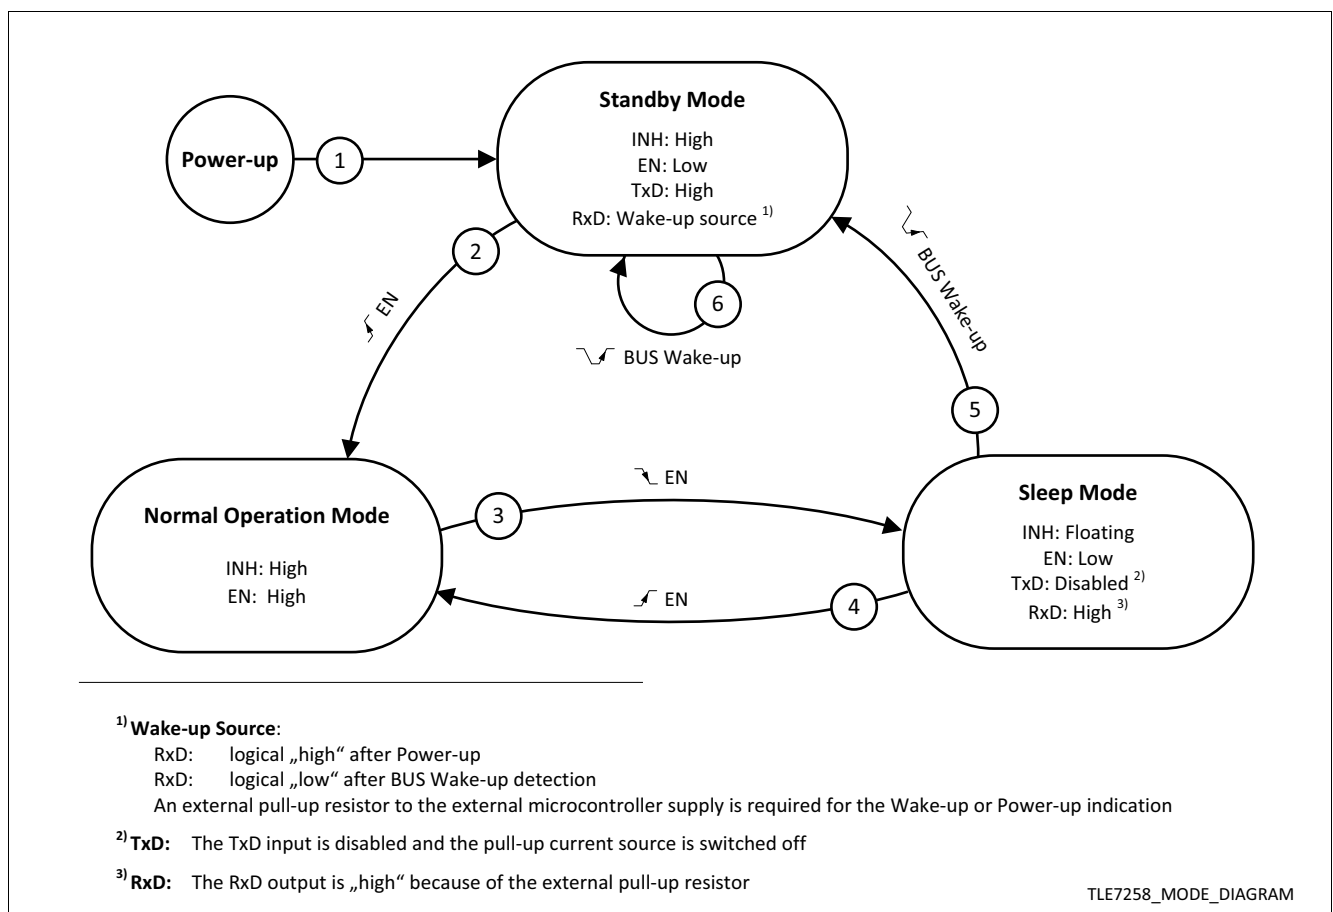 Standby Mode
INH: High
EN: Low
TxD: High
RxD: Wake-up source 1)
Power-up
1
2
EN
6
BUS Wake-up
BUS Wake-up
5
Normal Operation Mode
INH: High
EN: High
3
EN
4
EN
Sleep Mode
INH: Floating
EN: Low
TxD: Disabled 2)
RxD: High 3)
1) Wake-up Source:
RxD: logical „high“ after Power-up
RxD: logical „low“ after BUS Wake-up detection
An external pull-up resistor to the external microcontroller supply is required for the Wake-up or Power-up indication
2) TxD: The TxD input is disabled and the pull-up current source is switched off
3) RxD: The RxD output is „high“ because of the external pull-up resistor
TLE7258_MODE_DIAGRAM